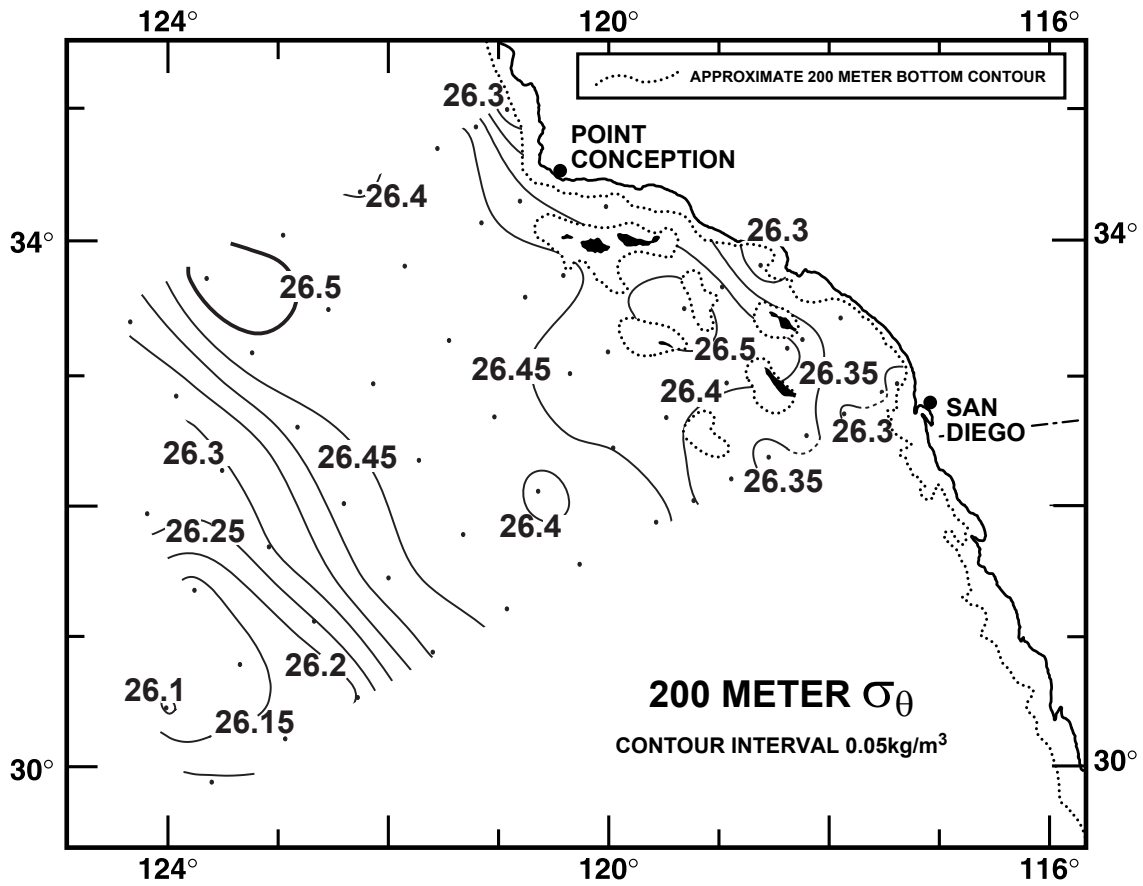 124° 120° 116°
APPROXIMATE 200 METER BOTTOM CONTOUR
26.3
POINT
CONCEPTION
26.4
34° 26.3 34°
26.5
26.5
26.45 26.35
26.4
SAN
DIEGO
26.3
26.3 26.45
26.35
26.25 26.4
26.2
26.1
200 METER σθ
26.15
CONTOUR INTERVAL 0.05kg/m³
30° 30°
124° 120° 116°